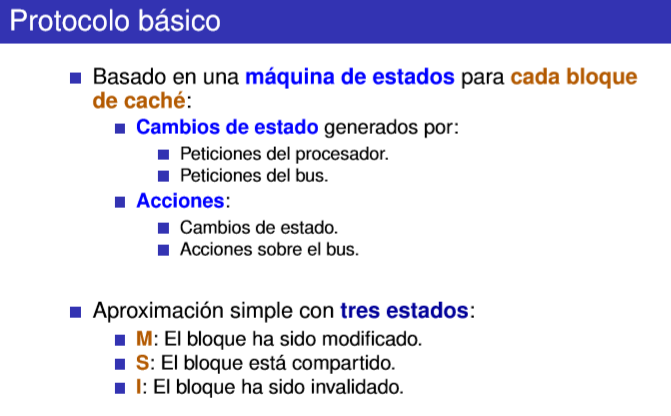 Protocolo básico
Basado en una máquina de estados para cada bloque
de caché:
Cambios de estado generados por:
Peticiones del procesador.
Peticiones del bus.
Acciones:
Cambios de estado.
Acciones sobre el bus.
Aproximación simple con tres estados:
M: El bloque ha sido modificado.
S: El bloque está compartido.
I: El bloque ha sido invalidado.